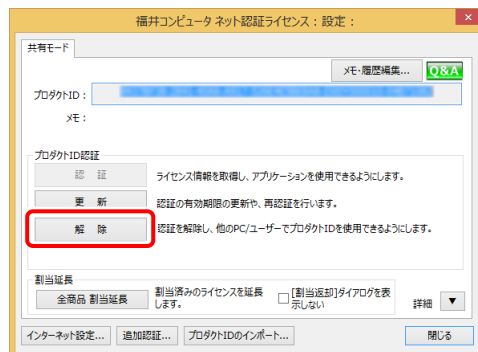 福井コンピュータ ネット認証ライセンス：設定：
×
共有モード
メモ・履歴編集...
Q&A
プロダクトID：
メモ：
プロダクトID認証
認 証
ライセンス情報を取得し、アプリケーションを使用できるようにします。
更 新
認証の有効期限の更新や、再認証を行います。
解 除
認証を解除し、他のPC/ユーザーでプロダクトIDを使用できるようにします。
割当延長
全商品 割当延長
割当済みのライセンスを延長
します。
[割当返却]ダイアログを表
示しない
詳細 ▼
インターネット設定... 追加認証... プロダクトIDのインポート... 閉じる